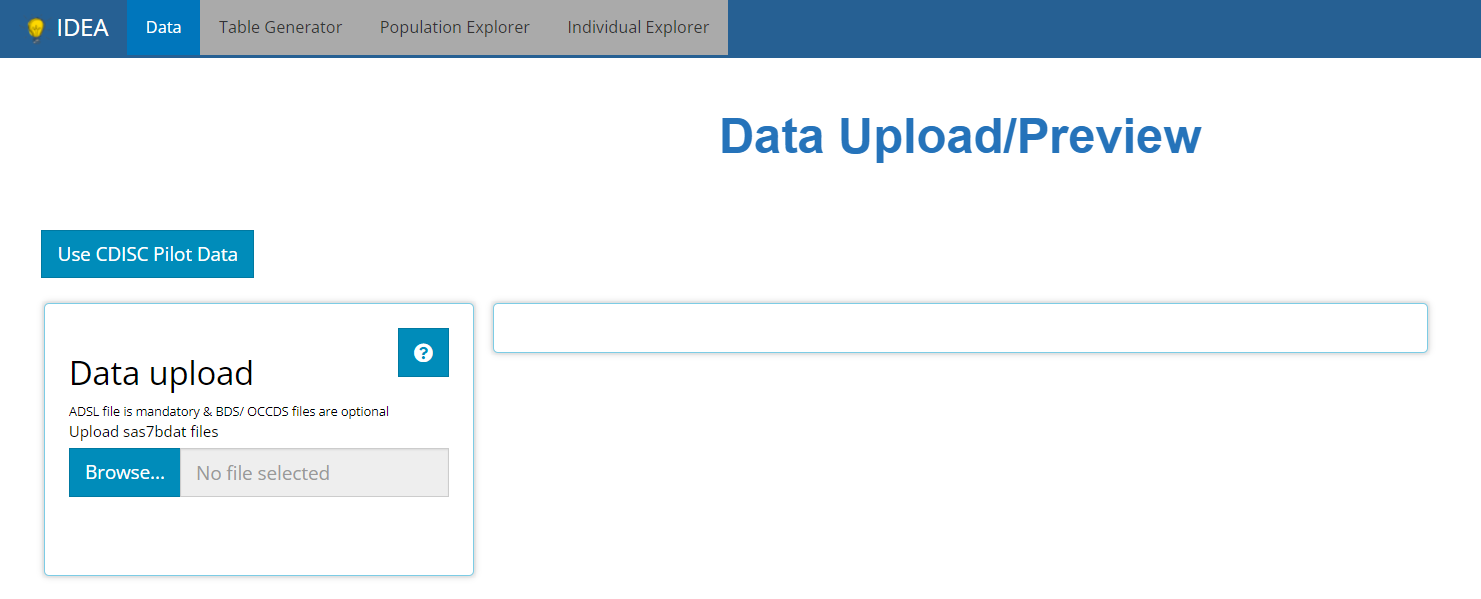 IDEA Data Table Generator Population Explorer Individual Explorer
Data Upload/Preview
Use CDISC Pilot Data
?
Data upload
ADSL file is mandatory & BDS/ OCCDS files are optional
Upload sas7bdat files
Browse... No file selected